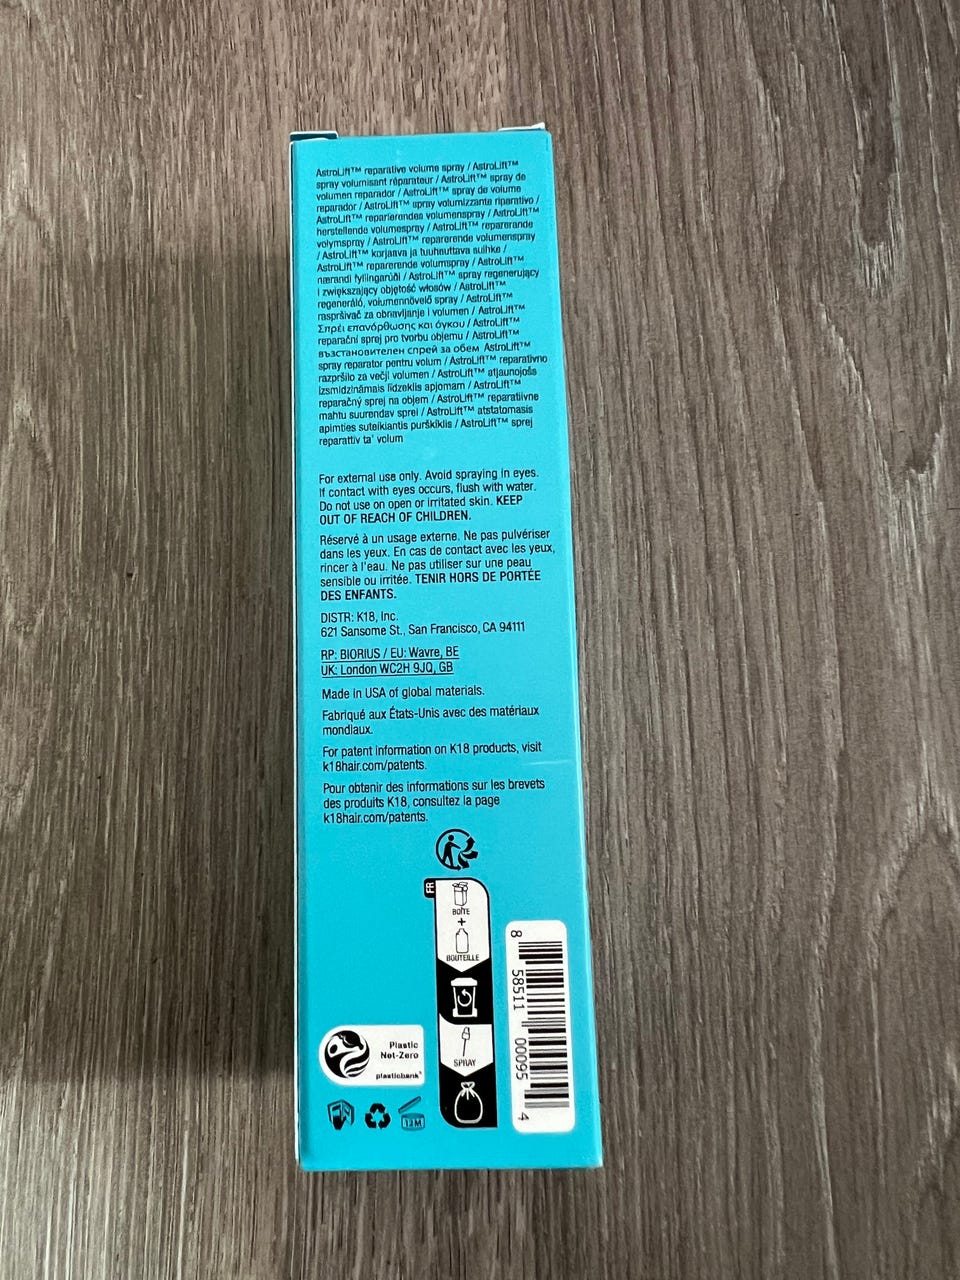 AstroLift™ reparative volume spray / AstroLift™
spray volumisant réparateur / AstroLift™ spray de
volumen reparador / AstroLift™ spray de volume
reparador / AstroLift™ spray volumizzante riparativo /
AstroLift™ reparierendes volumenspray / AstroLift™
herstellende volumespray / AstroLift™ reparerande
volymspray / AstroLift™ reparerende volumenspray
/ AstroLift™ korjaava ja tuuheuttava suihke /
AstroLift™ reparerende volumspray / AstroLift™
nærandi fyllingarúði / AstroLift™ spray regenerujący
i zwiększający objętość włosów / AstroLift™
regeneráló, volumennövelő spray / AstroLift™
raspršivač za obnavljanje i volumen / AstroLift™
Σπρέι επανόρθωσης και όγκου / AstroLift™
reparační sprej pro tvorbu objemu / AstroLift™
възстановителен спрей за обем AstroLift™
spray reparator pentru volum / AstroLift™ reparativno
razpršilo za večji volumen / AstroLift™ atjaunojošs
izsmidzināmais līdzeklis apjomam / AstroLift™
reparačný sprej na objem / AstroLift™ reparatiivne
mahtu suurendav sprei / AstroLift™ atstatomasis
apimties suteikiantis purškiklis / AstroLift™ sprej
reparattiv ta' volum
For external use only. Avoid spraying in eyes.
If contact with eyes occurs, flush with water.
Do not use on open or irritated skin. KEEP
OUT OF REACH OF CHILDREN.
Réservé à un usage externe. Ne pas pulvériser
dans les yeux. En cas de contact avec les yeux,
rincer à l'eau. Ne pas utiliser sur une peau
sensible ou irritée. TENIR HORS DE PORTÉE
DES ENFANTS.
DISTR: K18, Inc.
621 Sansome St., San Francisco, CA 94111
RP: BIORIUS / EU: Wavre, BE
UK: London WC2H 9JQ, GB
Made in USA of global materials.
Fabriqué aux États-Unis avec des matériaux
mondiaux.
For patent information on K18 products, visit
k18hair.com/patents.
Pour obtenir des informations sur les brevets
des produits K18, consultez la page
k18hair.com/patents.
FR
BOÎTE
+
BOUTEILLE
SPRAY
8 58511 00095 4
Plastic
Net-Zero
plasticbank®
12M